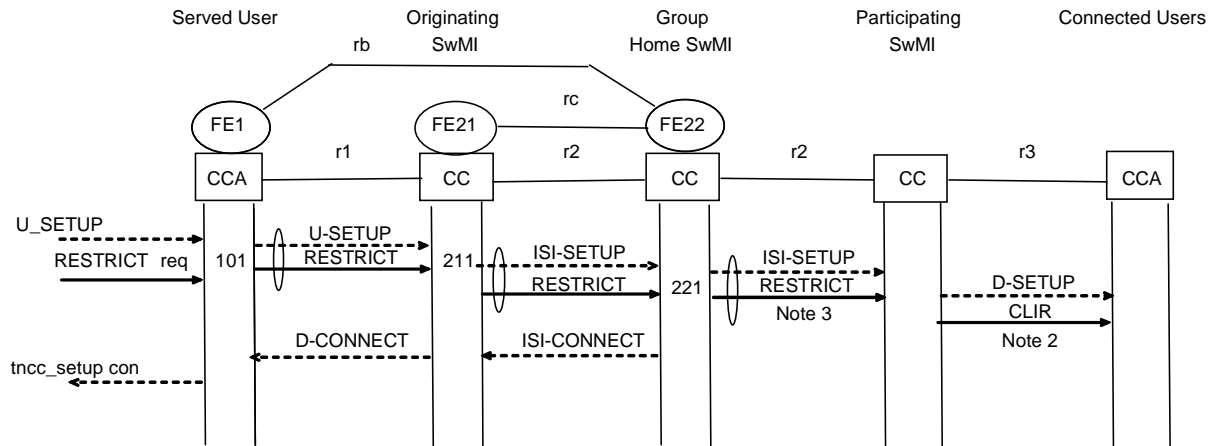 Served User
Originating
SwMI
Group
Home SwMI
Participating
SwMI
Connected Users
rb
rc
FE1
FE21
FE22
r1
r2
r2
r3
CCA
CC
CC
CC
CCA
U_SETUP
U-SETUP
RESTRICT req
101
RESTRICT
211
ISI-SETUP
ISI-SETUP
RESTRICT
221
RESTRICT
D-SETUP
Note 3
CLIR
D-CONNECT
ISI-CONNECT
Note 2
tncc_setup con